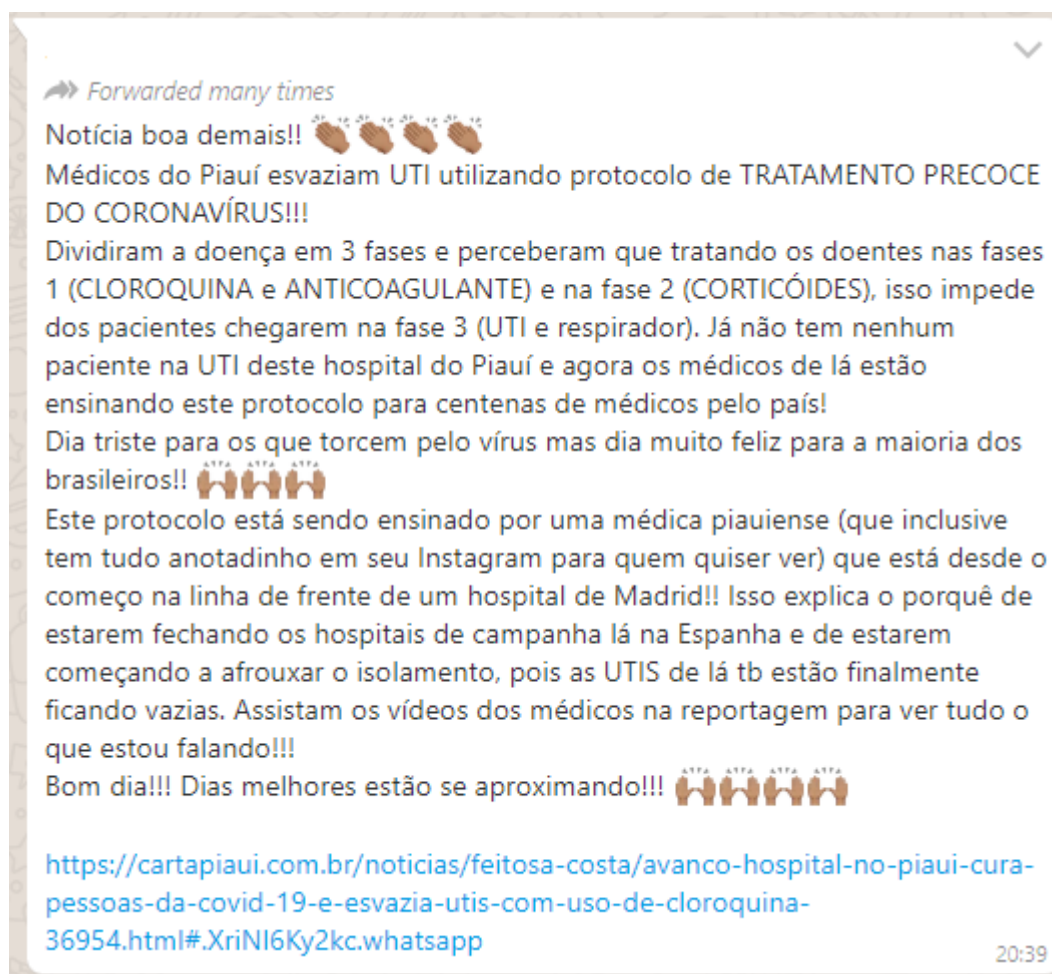 Forwarded many times
Notícia boa demais!! 👏🏽👏🏽👏🏽👏🏽
Médicos do Piauí esvaziam UTI utilizando protocolo de TRATAMENTO PRECOCE
DO CORONAVÍRUS!!!
Dividiram a doença em 3 fases e perceberam que tratando os doentes nas fases
1 (CLOROQUINA e ANTICOAGULANTE) e na fase 2 (CORTICÓIDES), isso impede
dos pacientes chegarem na fase 3 (UTI e respirador). Já não tem nenhum
paciente na UTI deste hospital do Piauí e agora os médicos de lá estão
ensinando este protocolo para centenas de médicos pelo país!
Dia triste para os que torcem pelo vírus mas dia muito feliz para a maioria dos
brasileiros!! 🙌🏽🙌🏽🙌🏽
Este protocolo está sendo ensinado por uma médica piauiense (que inclusive
tem tudo anotadinho em seu Instagram para quem quiser ver) que está desde o
começo na linha de frente de um hospital de Madrid!! Isso explica o porquê de
estarem fechando os hospitais de campanha lá na Espanha e de estarem
começando a afrouxar o isolamento, pois as UTIS de lá tb estão finalmente
ficando vazias. Assistam os vídeos dos médicos na reportagem para ver tudo o
que estou falando!!!
Bom dia!!! Dias melhores estão se aproximando!!! 🙌🏽🙌🏽🙌🏽🙌🏽
https://cartapiaui.com.br/noticias/feitosa-costa/avanco-hospital-no-piaui-cura-
pessoas-da-covid-19-e-esvazia-utis-com-uso-de-cloroquina-
36954.html#.XriNI6Ky2kc.whatsapp
20:39